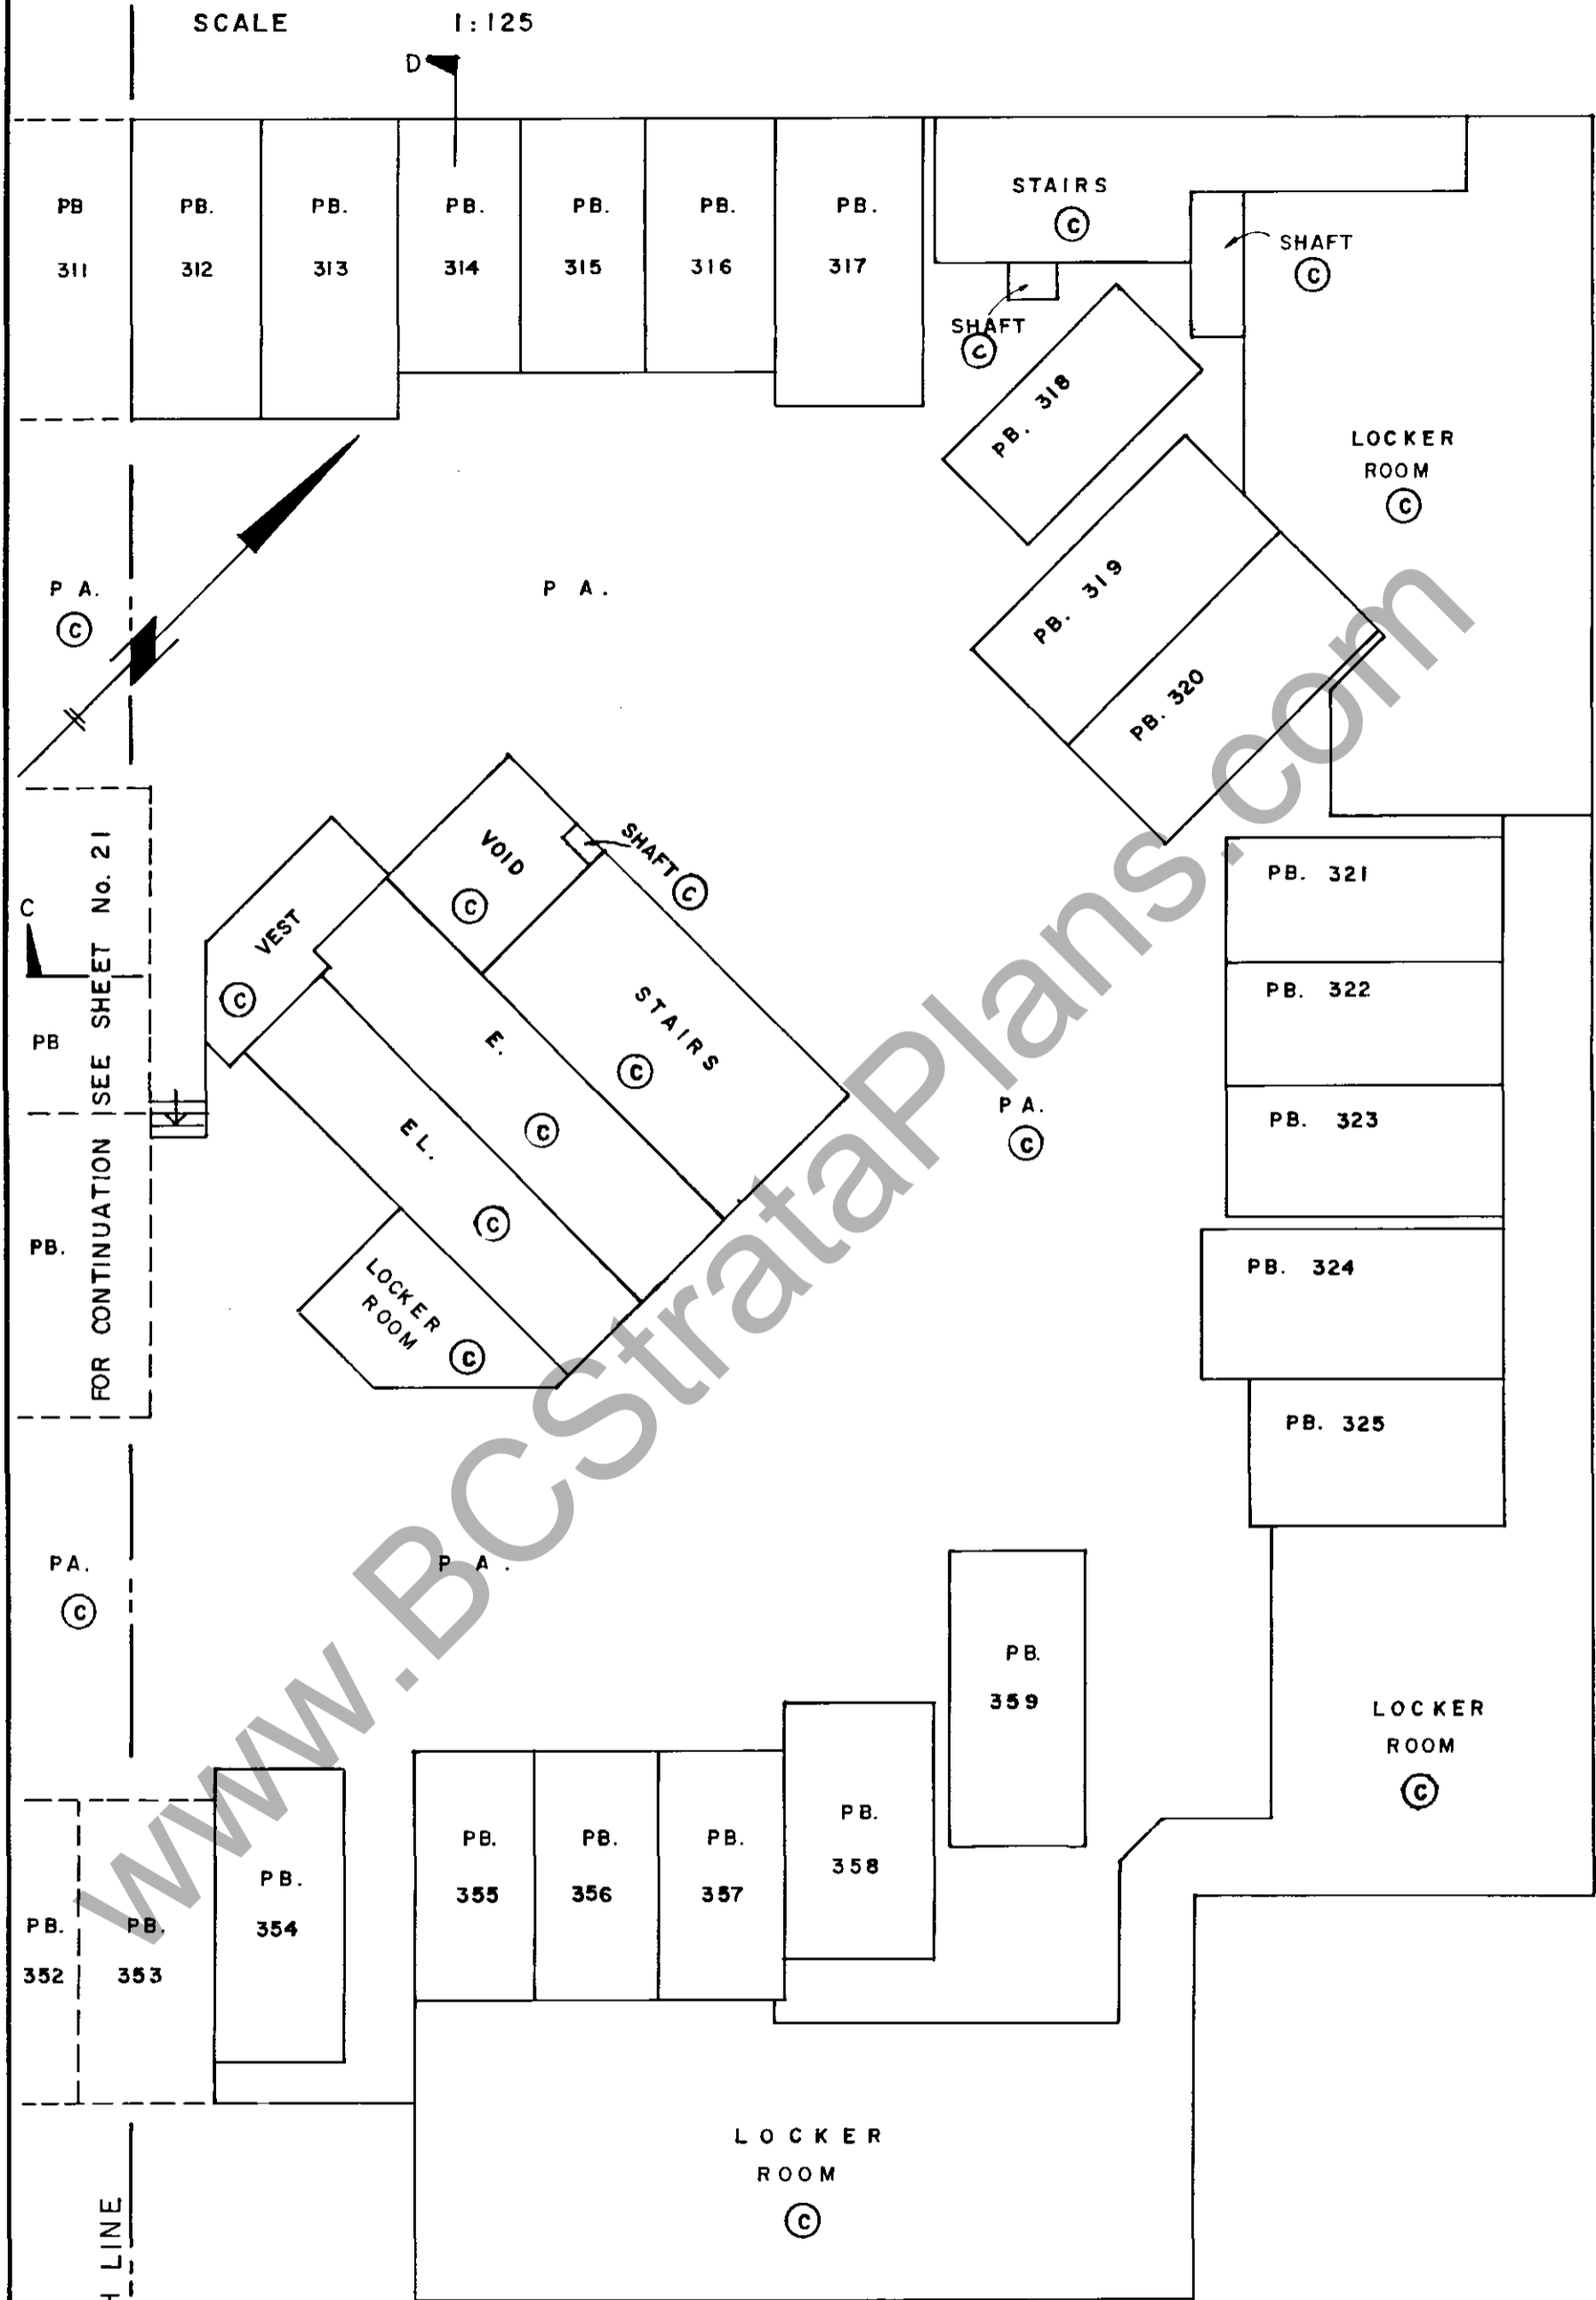 SCALE 1:125
D
PB 311
PB. 312
PB. 313
PB. 314
PB. 315
PB. 316
PB. 317
STAIRS
C
SHAFT
C
SHAFT
C
PB. 318
LOCKER
ROOM
C
PB. 319
PB. 320
P A.
C
P A.
VOID
C
SHAFT C
VEST
C
STAIRS
C
E.
C
EL.
C
LOCKER
ROOM
C
P A.
C
PB. 321
PB. 322
PB. 323
PB. 324
PB. 325
C
PB
PB.
FOR CONTINUATION SEE SHEET No. 21
PA.
C
P A.
PB.
359
LOCKER
ROOM
C
PB.
352
PB.
353
PB.
354
PB.
355
PB.
356
PB.
357
PB.
358
LOCKER
ROOM
C
H LINE
www.BCStrataPlans.com